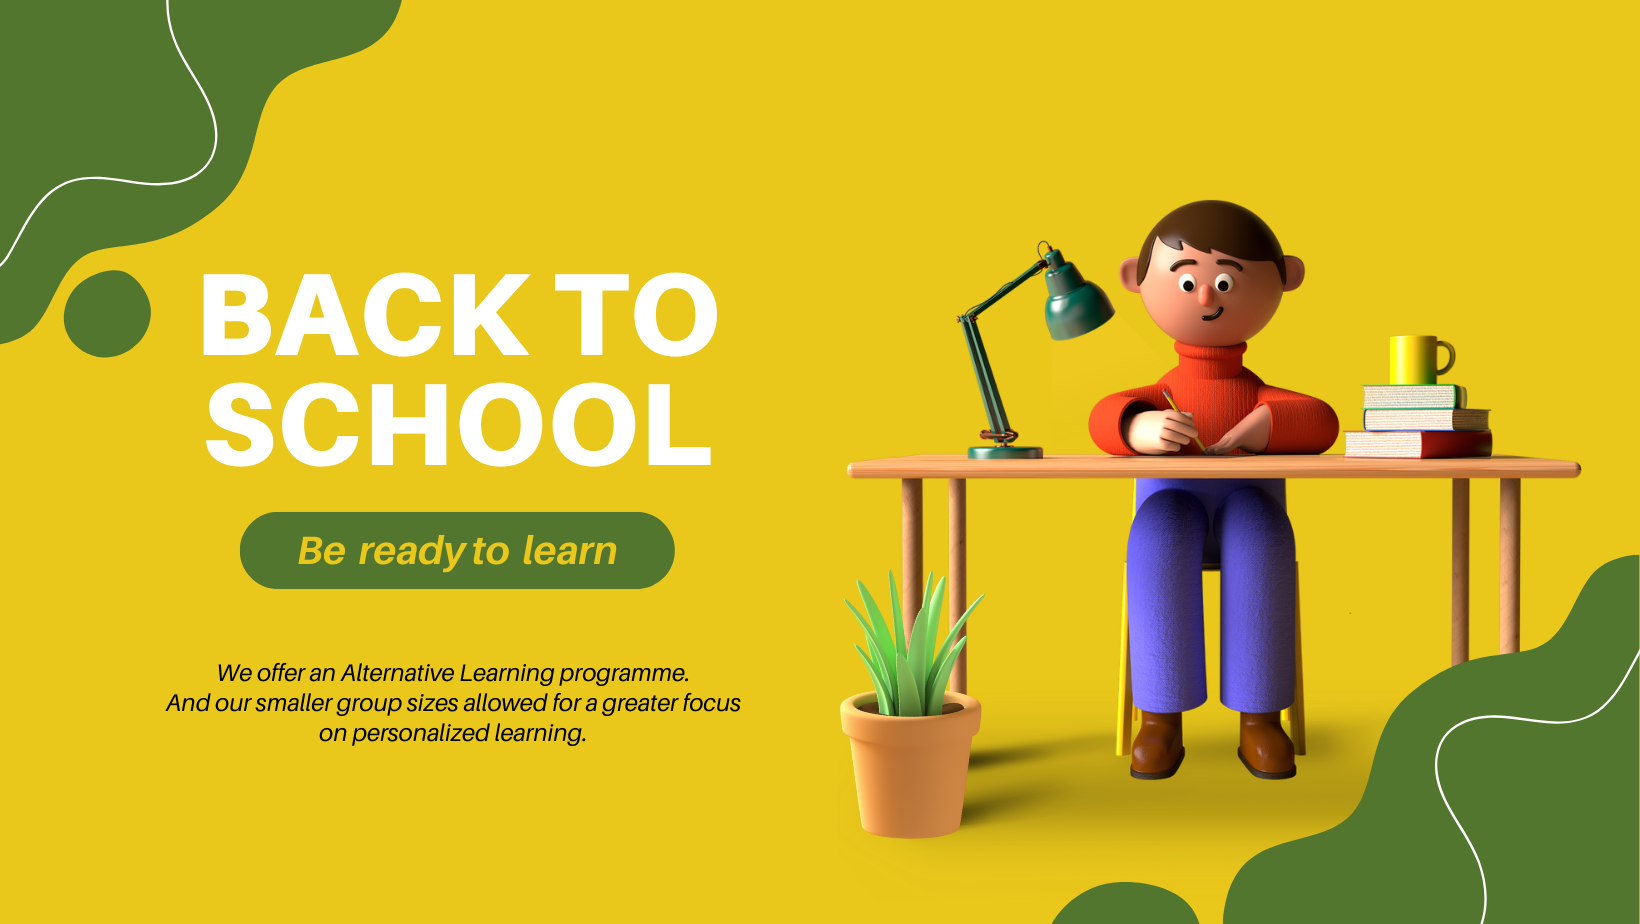 BACK TO
SCHOOL
Be ready to learn
We offer an Alternative Learning programme.
And our smaller group sizes allowed for a greater focus
on personalized learning.